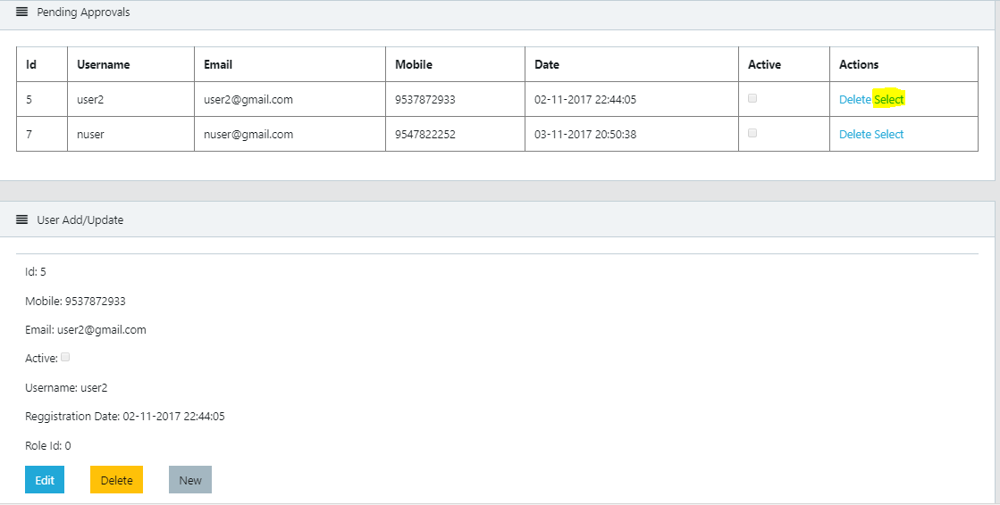 Pending Approvals
Id Username Email Mobile Date Active Actions
5 user2 user2@gmail.com 9537872933 02-11-2017 22:44:05 Delete Select
7 nuser nuser@gmail.com 9547822252 03-11-2017 20:50:38 Delete Select
User Add/Update
Id: 5
Mobile: 9537872933
Email: user2@gmail.com
Active:
Username: user2
Reggistration Date: 02-11-2017 22:44:05
Role Id: 0
Edit Delete New